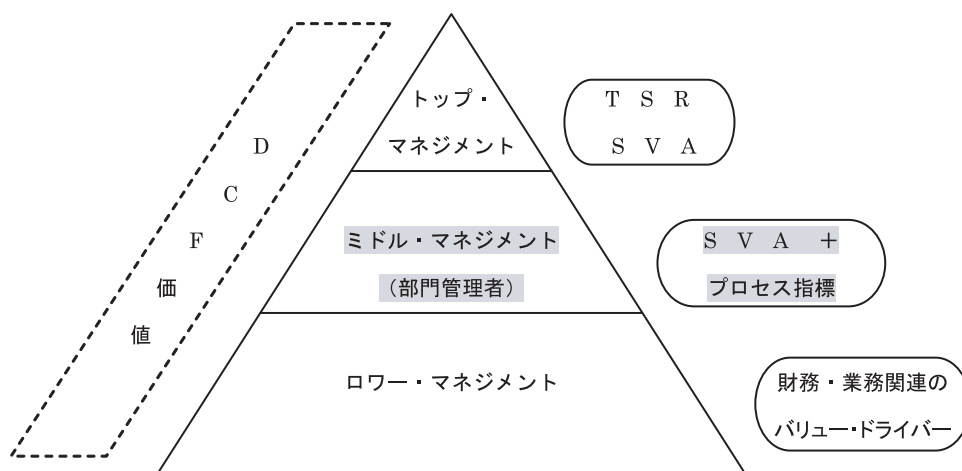 トップ・
マネジメント
T S R
S V A
D
C
F
価
値
ミドル・マネジメント
（部門管理者）
S V A ＋
プロセス指標
ロワー・マネジメント
財務・業務関連の
バリュー・ドライバー